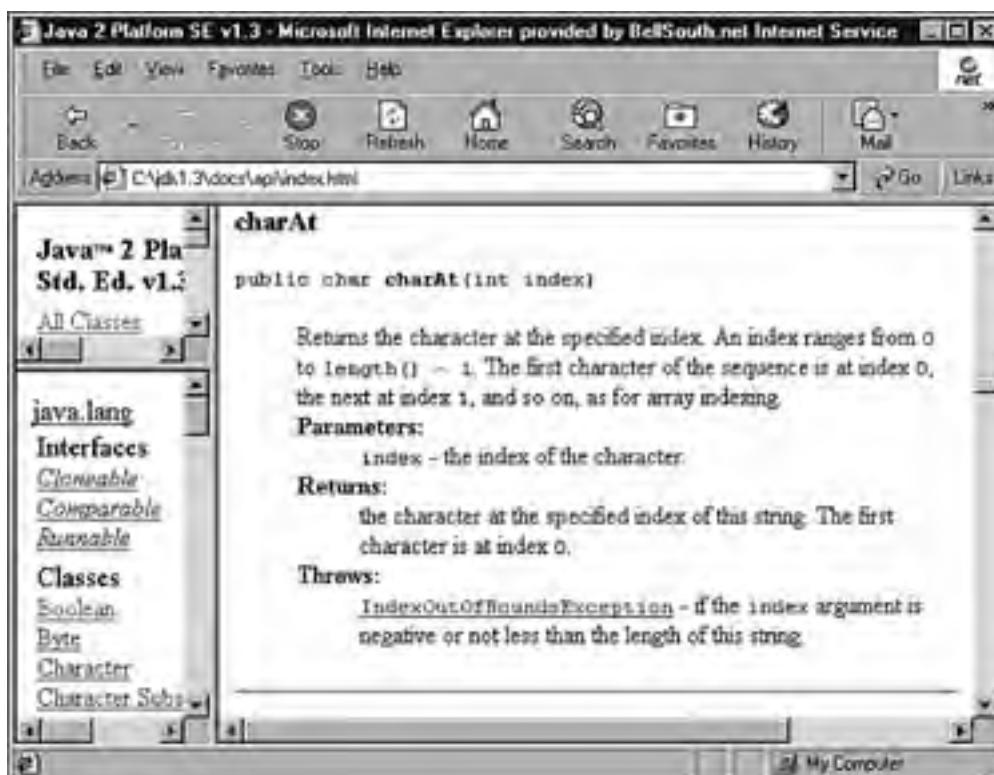 Java 2 Platform SE v1.3 - Microsoft Internet Explorer provided by BellSouth.net Internet Service
File Edit View Favorites Tools Help
net
Back Stop Refresh Home Search Favorites History Mail »
Address C:\jdk1.3\docs\api\index.html Go Links
Java™ 2 Pla
Std. Ed. v1.3
All Classes
java.lang
Interfaces
Cloneable
Comparable
Runnable
Classes
Boolean
Byte
Character
Character Subs
charAt
public char charAt(int index)
Returns the character at the specified index. An index ranges from 0
to length() - 1. The first character of the sequence is at index 0,
the next at index 1, and so on, as for array indexing.
Parameters:
index - the index of the character.
Returns:
the character at the specified index of this string. The first
character is at index 0.
Throws:
IndexOutOfBoundsException - if the index argument is
negative or not less than the length of this string.
My Computer